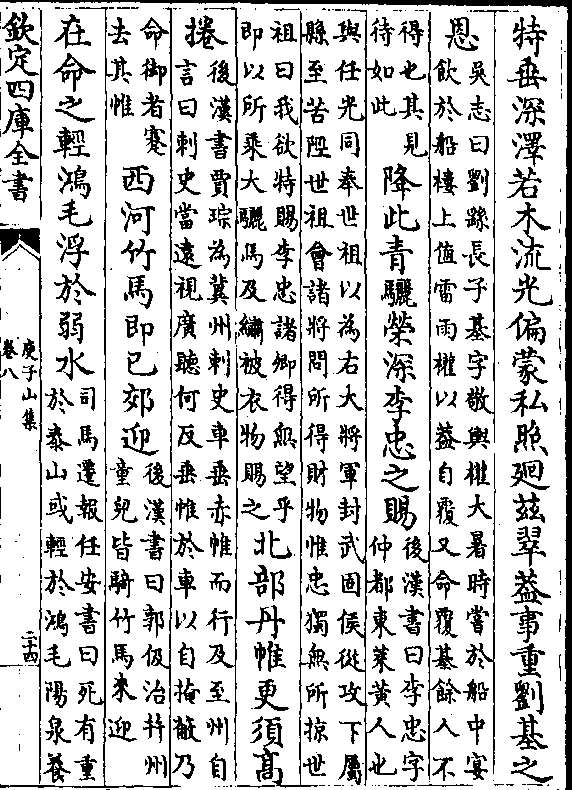 特垂深澤若木流光偏蒙私照廻兹翠蓋事重劉基之
恩
吳志曰劉繇長子基字敬輿權大暑時嘗於船中宴
飲於船樓上值雷雨權以蓋自覆又命覆基餘人不
得也其見
待如此
降此青驪榮深李忠之賜
後漢書曰李忠字
仲都東萊黃人也
與任光同奉世祖以為右大將軍封武固侯從攻下屬
縣至苦陘世祖會諸將問所得財物惟忠獨無所掠世
祖曰我欲特賜李忠諸卿得無望乎
即以所乘大驪馬及繡被衣物賜之
北部丹帷更須髙
捲
後漢書賈琮為冀州刺史車垂赤帷而行及至州自
言曰刺史當遠視廣聽何反垂帷於車以自掩蔽乃
命御者褰
去其帷
西河竹馬即已郊迎
後漢書曰郭伋治并州
童兒皆騎竹馬來迎
在命之輕鴻毛浮於弱水
司馬遷報任安書曰死有重
於泰山或輕於鴻毛陽泉養
欽定四庫全書
庾子山集
卷八
二十四